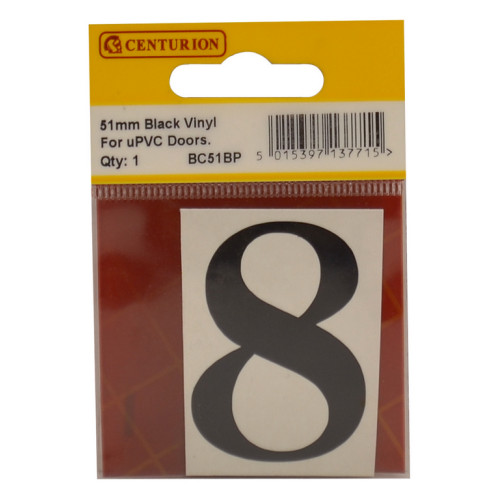 CENTURION
51mm Black Vinyl
For uPVC Doors.
Qty: 1 BC51BP
5 015397 137715 >
8